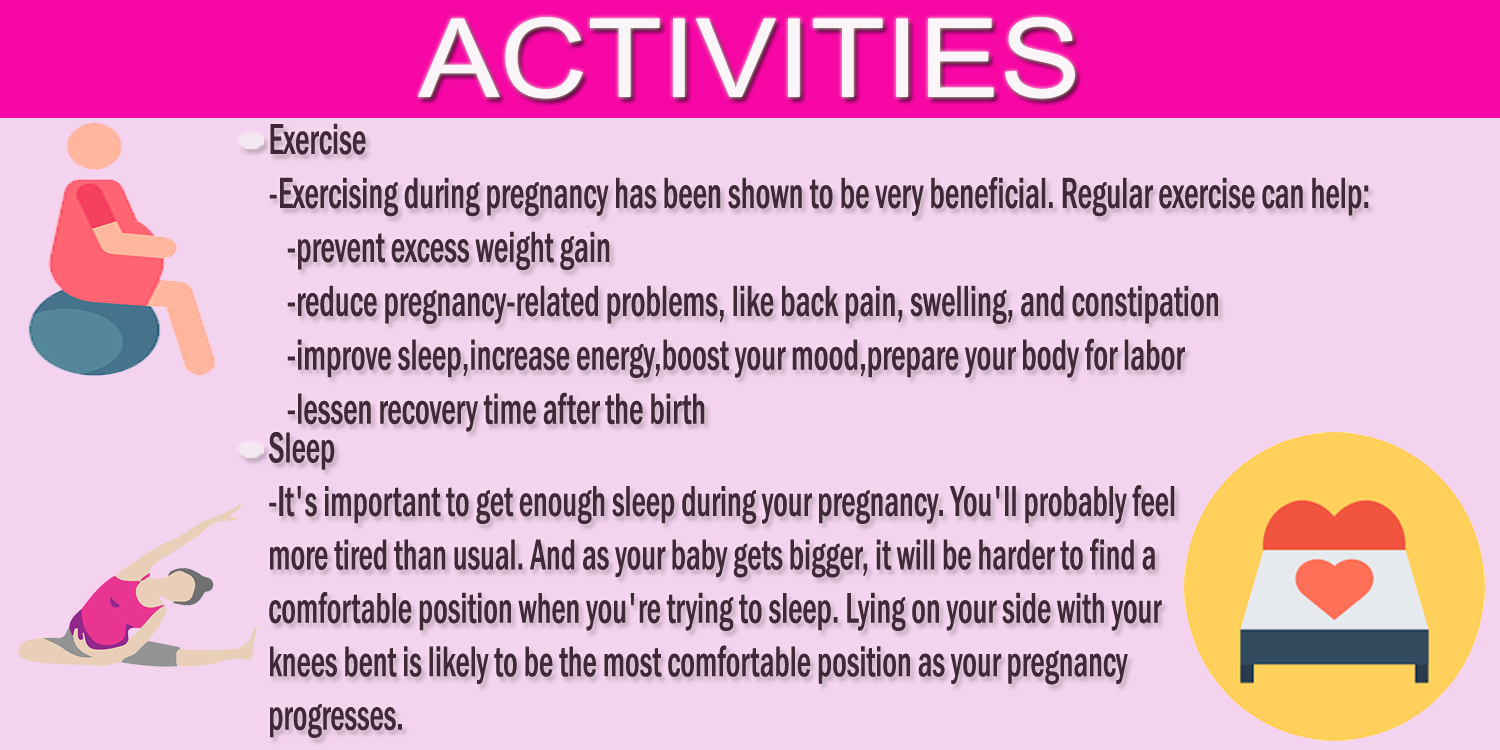 ACTIVITIES
Exercise
-Exercising during pregnancy has been shown to be very beneficial. Regular exercise can help:
-prevent excess weight gain
-reduce pregnancy-related problems, like back pain, swelling, and constipation
-improve sleep,increase energy,boost your mood,prepare your body for labor
-lessen recovery time after the birth
Sleep
-It's important to get enough sleep during your pregnancy. You'll probably feel
more tired than usual. And as your baby gets bigger, it will be harder to find a
comfortable position when you're trying to sleep. Lying on your side with your
knees bent is likely to be the most comfortable position as your pregnancy
progresses.